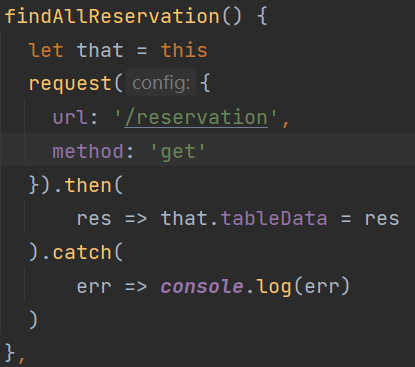 findAllReservation() {
let that = this
request( config: {
url: '/reservation',
method: 'get'
}).then(
res => that.tableData = res
).catch(
err => console.log(err)
)
},